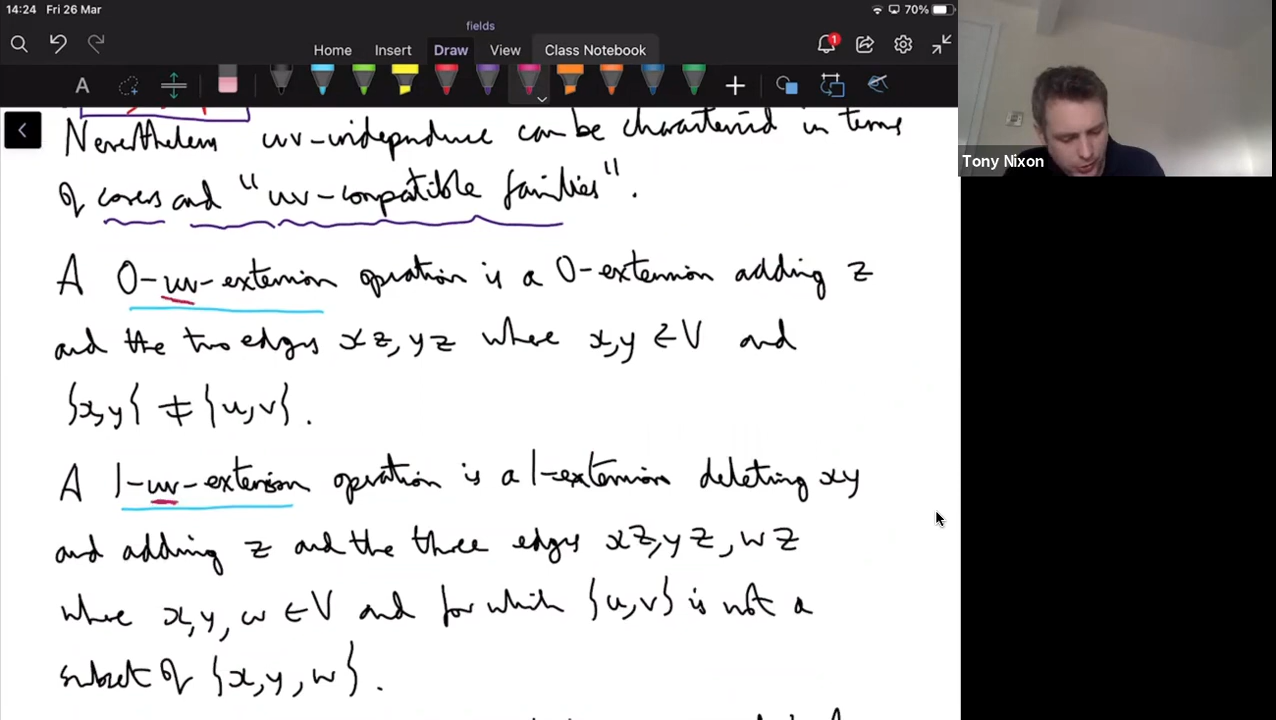 14:24 Fri 26 Mar
70%
fields
Home Insert Draw View Class Notebook
1
A
Tony Nixon
Nevertheless uv-independence can be characterised in terms
of covers and "uv-compatible families".
A 0-uv-extension operation is a 0-extension adding z
and the two edges xz, yz where x,y ∈ V and
{x,y} ≠ {u,v}.
A 1-uv-extension operation is a 1-extension deleting xy
and adding z and the three edges xz, yz, wz
where x,y,w ∈ V and for which {u,v} is not a
subset of {x,y,w}.